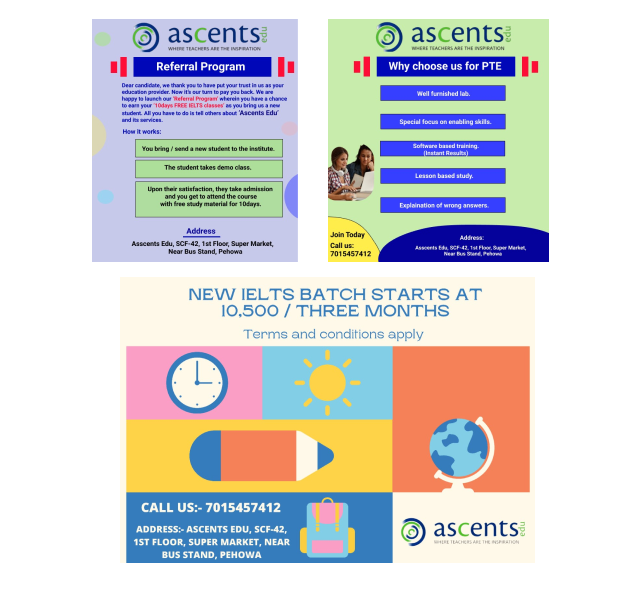 ascents edu
WHERE TEACHERS ARE THE INSPIRATION
Referral Program
Dear candidate, we thank you to have put your trust in us as your
education provider. Now it's our turn to pay you back. We are
happy to launch our 'Referral Program' wherein you have a chance
to earn your '10days FREE IELTS classes' as you bring us a new
student. All you have to do is tell others about 'Ascents Edu'
and its services.
How it works:
You bring / send a new student to the institute.
The student takes demo class.
Upon their satisfaction, they take admission
and you get to attend the course
with free study material for 10days.
Address
Asscents Edu, SCF-42, 1st Floor, Super Market,
Near Bus Stand, Pehowa
ascents edu
WHERE TEACHERS ARE THE INSPIRATION
Why choose us for PTE
Well furnished lab.
Special focus on enabling skills.
Software based training.
(Instant Results)
Lesson based study.
Explaination of wrong answers.
Join Today
Call us:
7015457412
Address:
Asscents Edu, SCF-42, 1st Floor, Super Market,
Near Bus Stand, Pehowa
NEW IELTS BATCH STARTS AT
10,500 / THREE MONTHS
Terms and conditions apply
CALL US:- 7015457412
ADDRESS:- ASCENTS EDU, SCF-42,
1ST FLOOR, SUPER MARKET, NEAR
BUS STAND, PEHOWA
ascents edu
WHERE TEACHERS ARE THE INSPIRATION